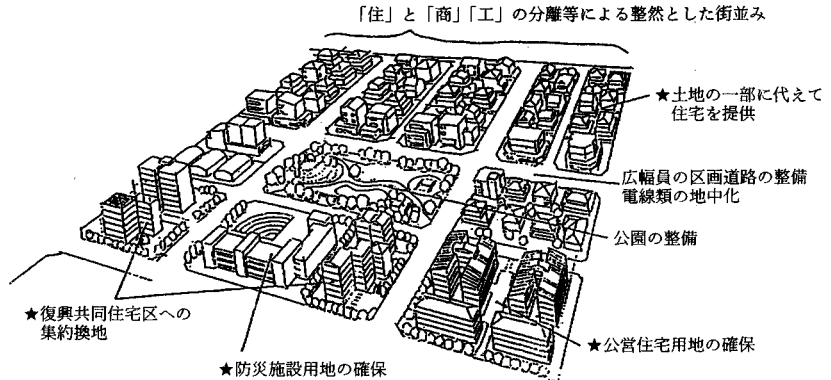 「住」と「商」「工」の分離等による整然とした街並み
★土地の一部に代えて
住宅を提供
広幅員の区画道路の整備
電線類の地中化
公園の整備
★復興共同住宅区への
集約換地
★公営住宅用地の確保
★防災施設用地の確保